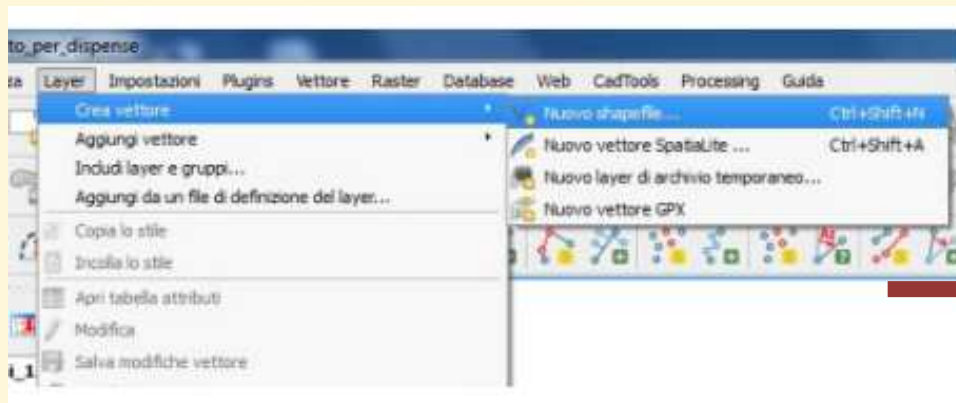 to_per_dispense
za Layer Impostazioni Plugins Vettore Raster Database Web CadTools Processing Guida
Crea vettore
Nuovo shapefile... Ctrl+Shift+N
Aggiungi vettore
Nuovo vettore SpatiaLite ... Ctrl+Shift+A
Includi layer e gruppi...
Nuovo layer di archivio temporaneo...
Aggiungi da un file di definizione del layer...
Nuovo vettore GPX
Copia lo stile
Incolla lo stile
Apri tabella attributi
Modifica
Salva modifiche vettore
i_1